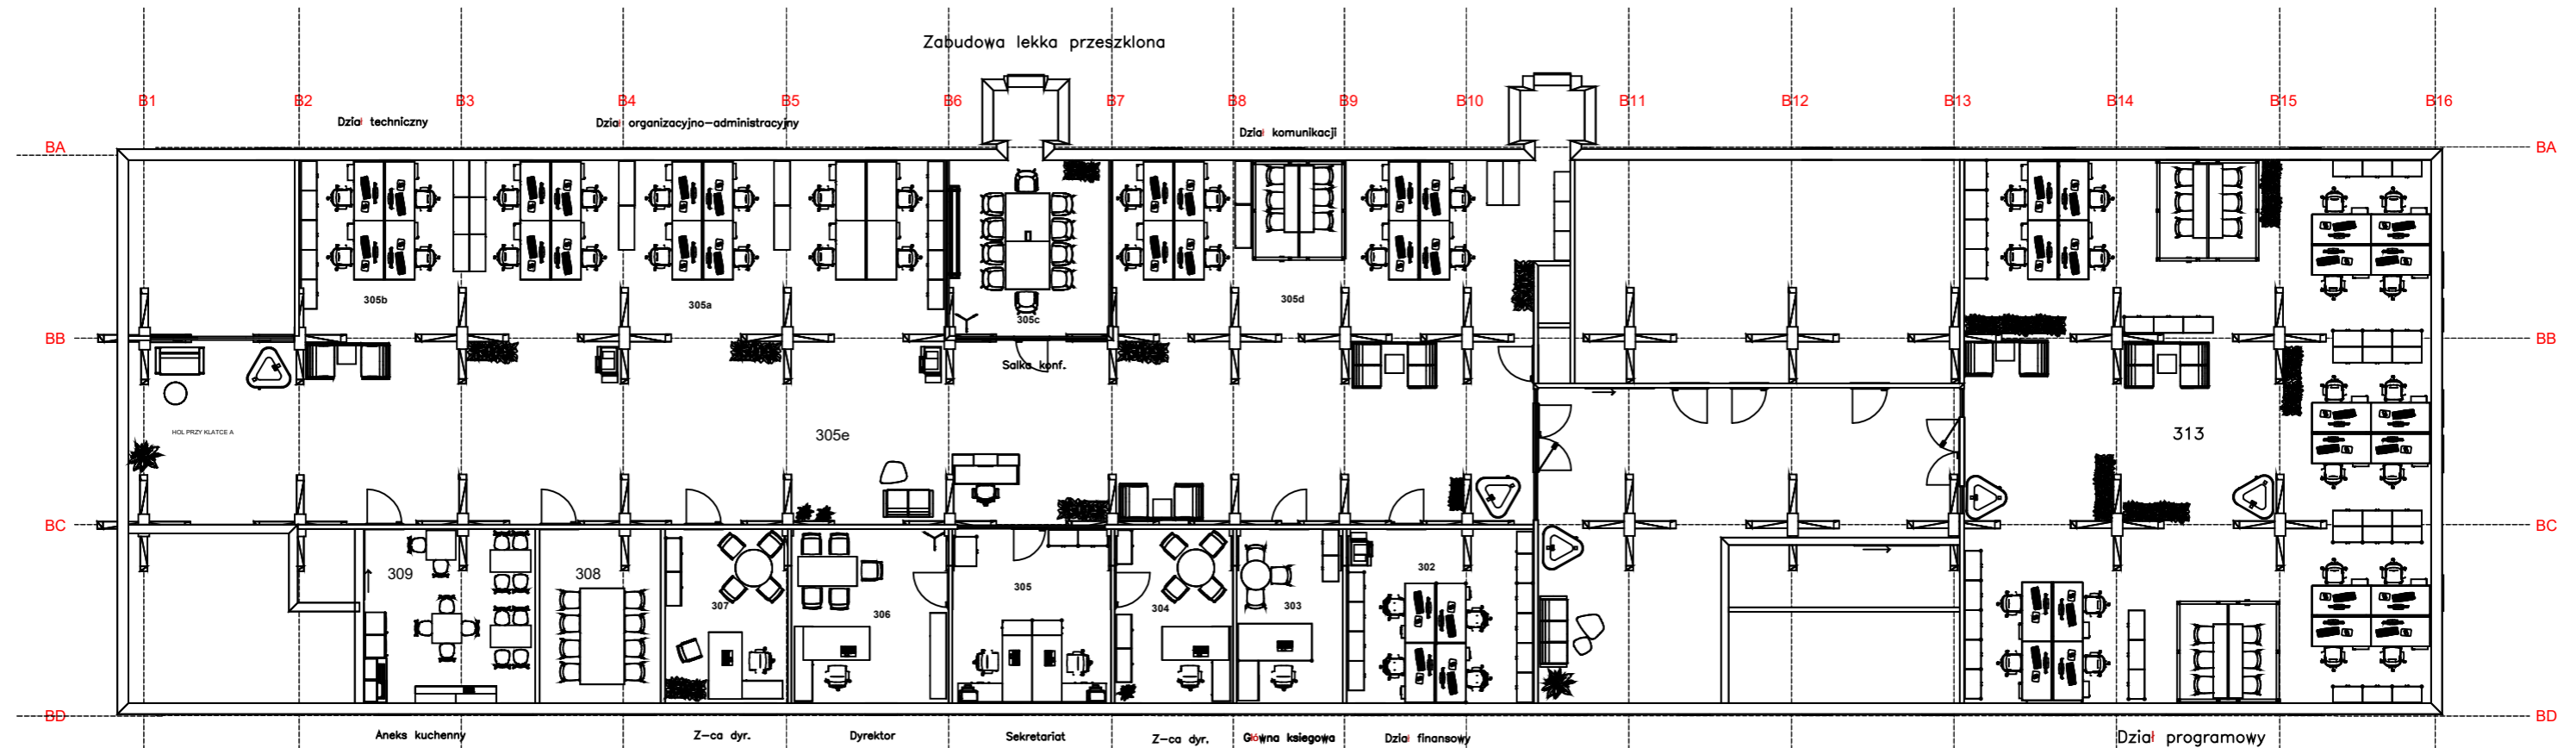 Zabudowa lekka przeszklona
B1 B2 B3 B4 B5 B6 B7 B8 B9 B10 B11 B12 B13 B14 B15 B16
Dział techniczny
Dział organizacyjno-administracyjny
Dział komunikacji
BA BA
305b
305a
305c
305d
BB BB
Salka konf.
HOL PRZY KLATCE A
305e
313
BC BC
309
308
307
306
305
304
303
302
BD BD
Aneks kuchenny
Z-ca dyr.
Dyrektor
Sekretariat
Z-ca dyr.
Główna ksiegowa
Dział finansowy
Dział programowy